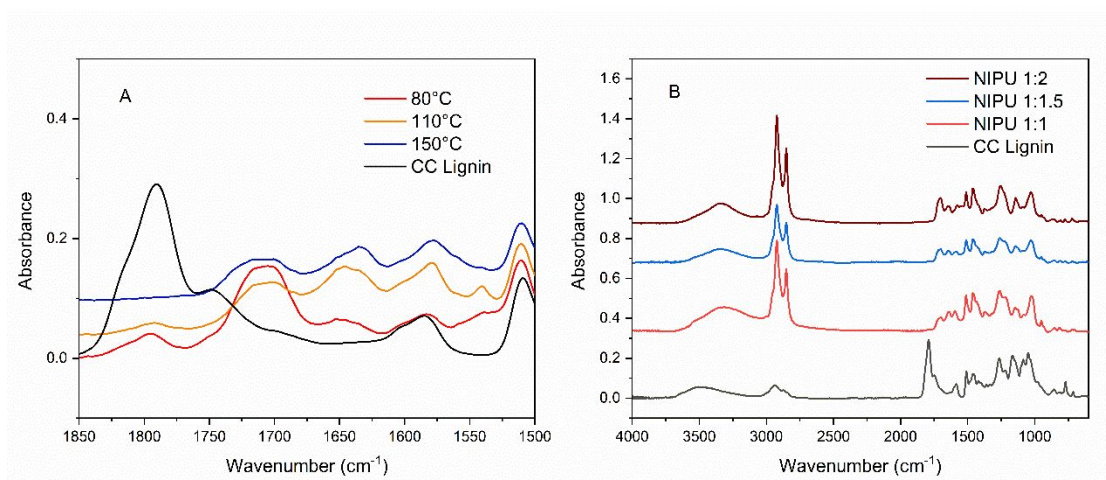 A
80°C
110°C
150°C
CC Lignin
0.4
0.2
0.0
Absorbance
1850 1800 1750 1700 1650 1600 1550 1500
Wavenumber (cm-1)
B
NIPU 1:2
NIPU 1:1.5
NIPU 1:1
CC Lignin
1.6
1.4
1.2
1.0
0.8
0.6
0.4
0.2
0.0
Absorbance
4000 3500 3000 2500 2000 1500 1000
Wavenumber (cm-1)